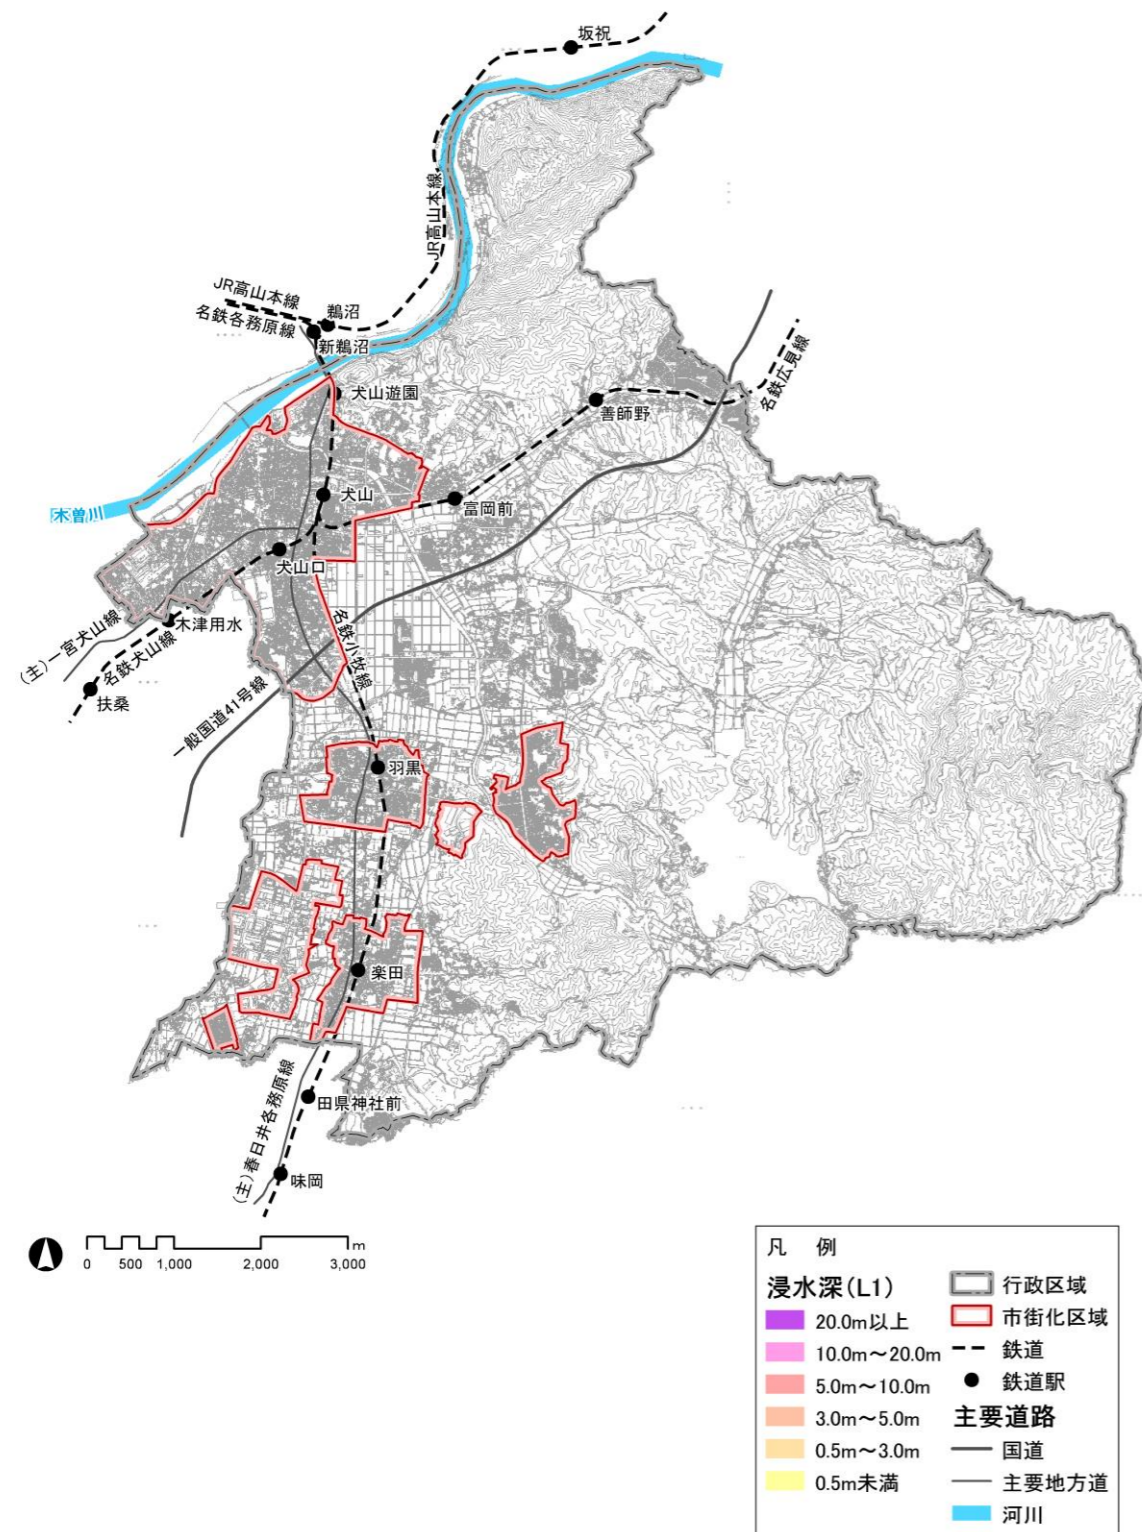 坂祝
JR高山本線
JR高山本線
名鉄各務原線
鵜沼
新鵜沼
犬山遊園
名鉄広見線
善師野
犬山
富岡前
木曽川
犬山口
木津用水
(主)一宮犬山線
名鉄犬山線
扶桑
名鉄小牧線
一般国道41号線
羽黒
楽田
(主)春日井各務原線
田県神社前
味岡
0 500 1,000 2,000 3,000 m
凡 例
浸水深(L1)
20.0m以上
10.0m～20.0m
5.0m～10.0m
3.0m～5.0m
0.5m～3.0m
0.5m未満
行政区域
市街化区域
鉄道
鉄道駅
主要道路
国道
主要地方道
河川